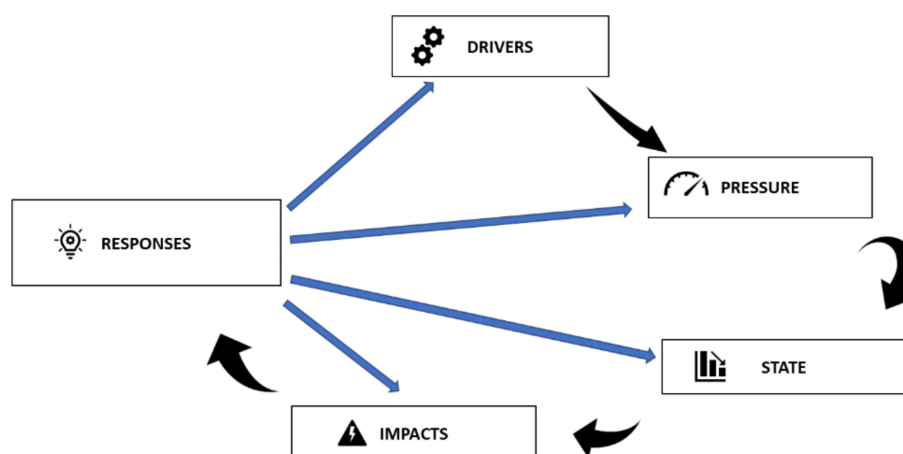 DRIVERS
PRESSURE
RESPONSES
STATE
IMPACTS